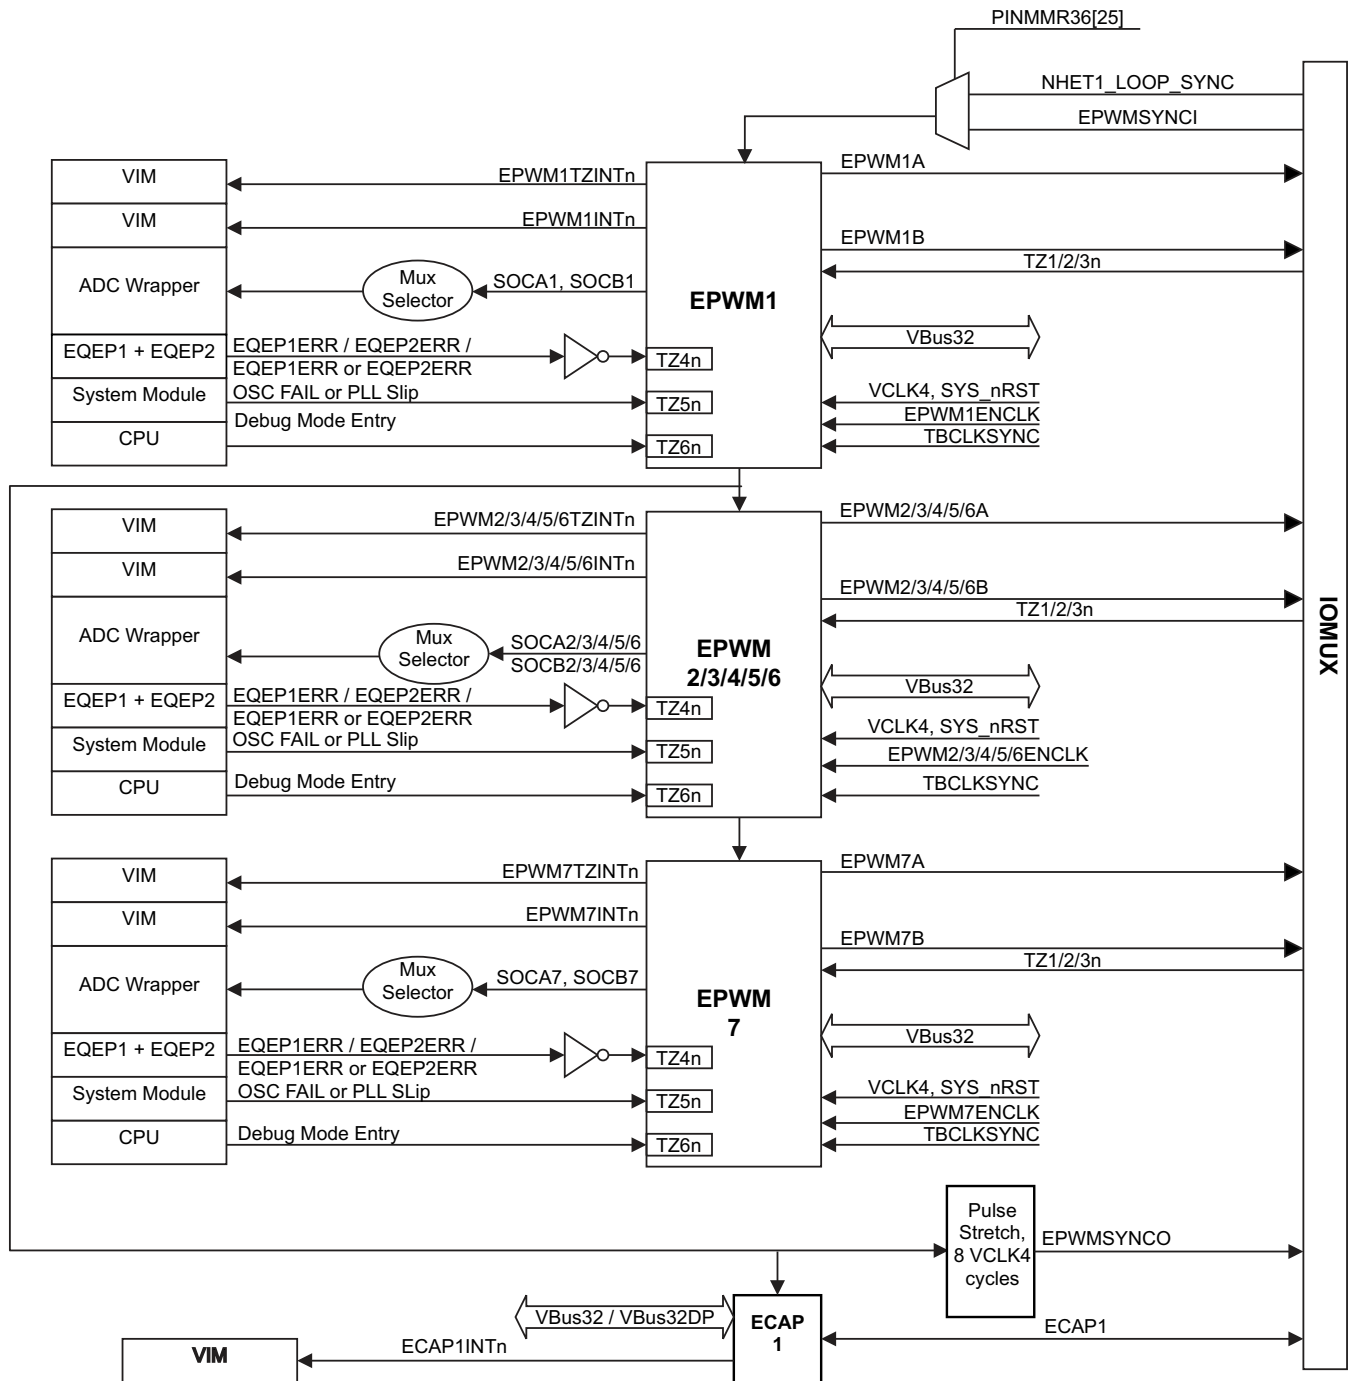 PINMMR36[25]
NHET1_LOOP_SYNC
EPWMSYNCI
VIM
EPWM1TZINTn
EPWM1A
VIM
EPWM1INTn
EPWM1B
TZ1/2/3n
ADC Wrapper
Mux
Selector
SOCA1, SOCB1
EPWM1
VBus32
EQEP1 + EQEP2
EQEP1ERR / EQEP2ERR /
EQEP1ERR or EQEP2ERR
TZ4n
System Module
OSC FAIL or PLL Slip
TZ5n
VCLK4, SYS_nRST
EPWM1ENCLK
TBCLKSYNC
CPU
Debug Mode Entry
TZ6n
VIM
EPWM2/3/4/5/6TZINTn
EPWM2/3/4/5/6A
VIM
EPWM2/3/4/5/6INTn
EPWM2/3/4/5/6B
TZ1/2/3n
ADC Wrapper
Mux
Selector
SOCA2/3/4/5/6
SOCB2/3/4/5/6
EPWM
2/3/4/5/6
VBus32
IOMUX
EQEP1 + EQEP2
EQEP1ERR / EQEP2ERR /
EQEP1ERR or EQEP2ERR
TZ4n
System Module
OSC FAIL or PLL Slip
TZ5n
VCLK4, SYS_nRST
EPWM2/3/4/5/6ENCLK
TBCLKSYNC
CPU
Debug Mode Entry
TZ6n
VIM
EPWM7TZINTn
EPWM7A
VIM
EPWM7INTn
EPWM7B
TZ1/2/3n
ADC Wrapper
Mux
Selector
SOCA7, SOCB7
EPWM
7
VBus32
EQEP1 + EQEP2
EQEP1ERR / EQEP2ERR /
EQEP1ERR or EQEP2ERR
TZ4n
System Module
OSC FAIL or PLL SLip
TZ5n
VCLK4, SYS_nRST
EPWM7ENCLK
TBCLKSYNC
CPU
Debug Mode Entry
TZ6n
Pulse
Stretch,
8 VCLK4
cycles
EPWMSYNCO
VBus32 / VBus32DP
ECAP
1
ECAP1
VIM
ECAP1INTn